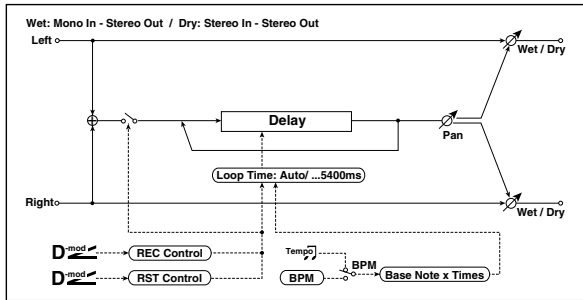 Wet: Mono In - Stereo Out / Dry: Stereo In - Stereo Out
Left
Wet / Dry
Delay
Pan
Loop Time: Auto/ ...5400ms
Right
Wet / Dry
D-mod
REC Control
Tempo
BPM
D-mod
RST Control
BPM
Base Note x Times